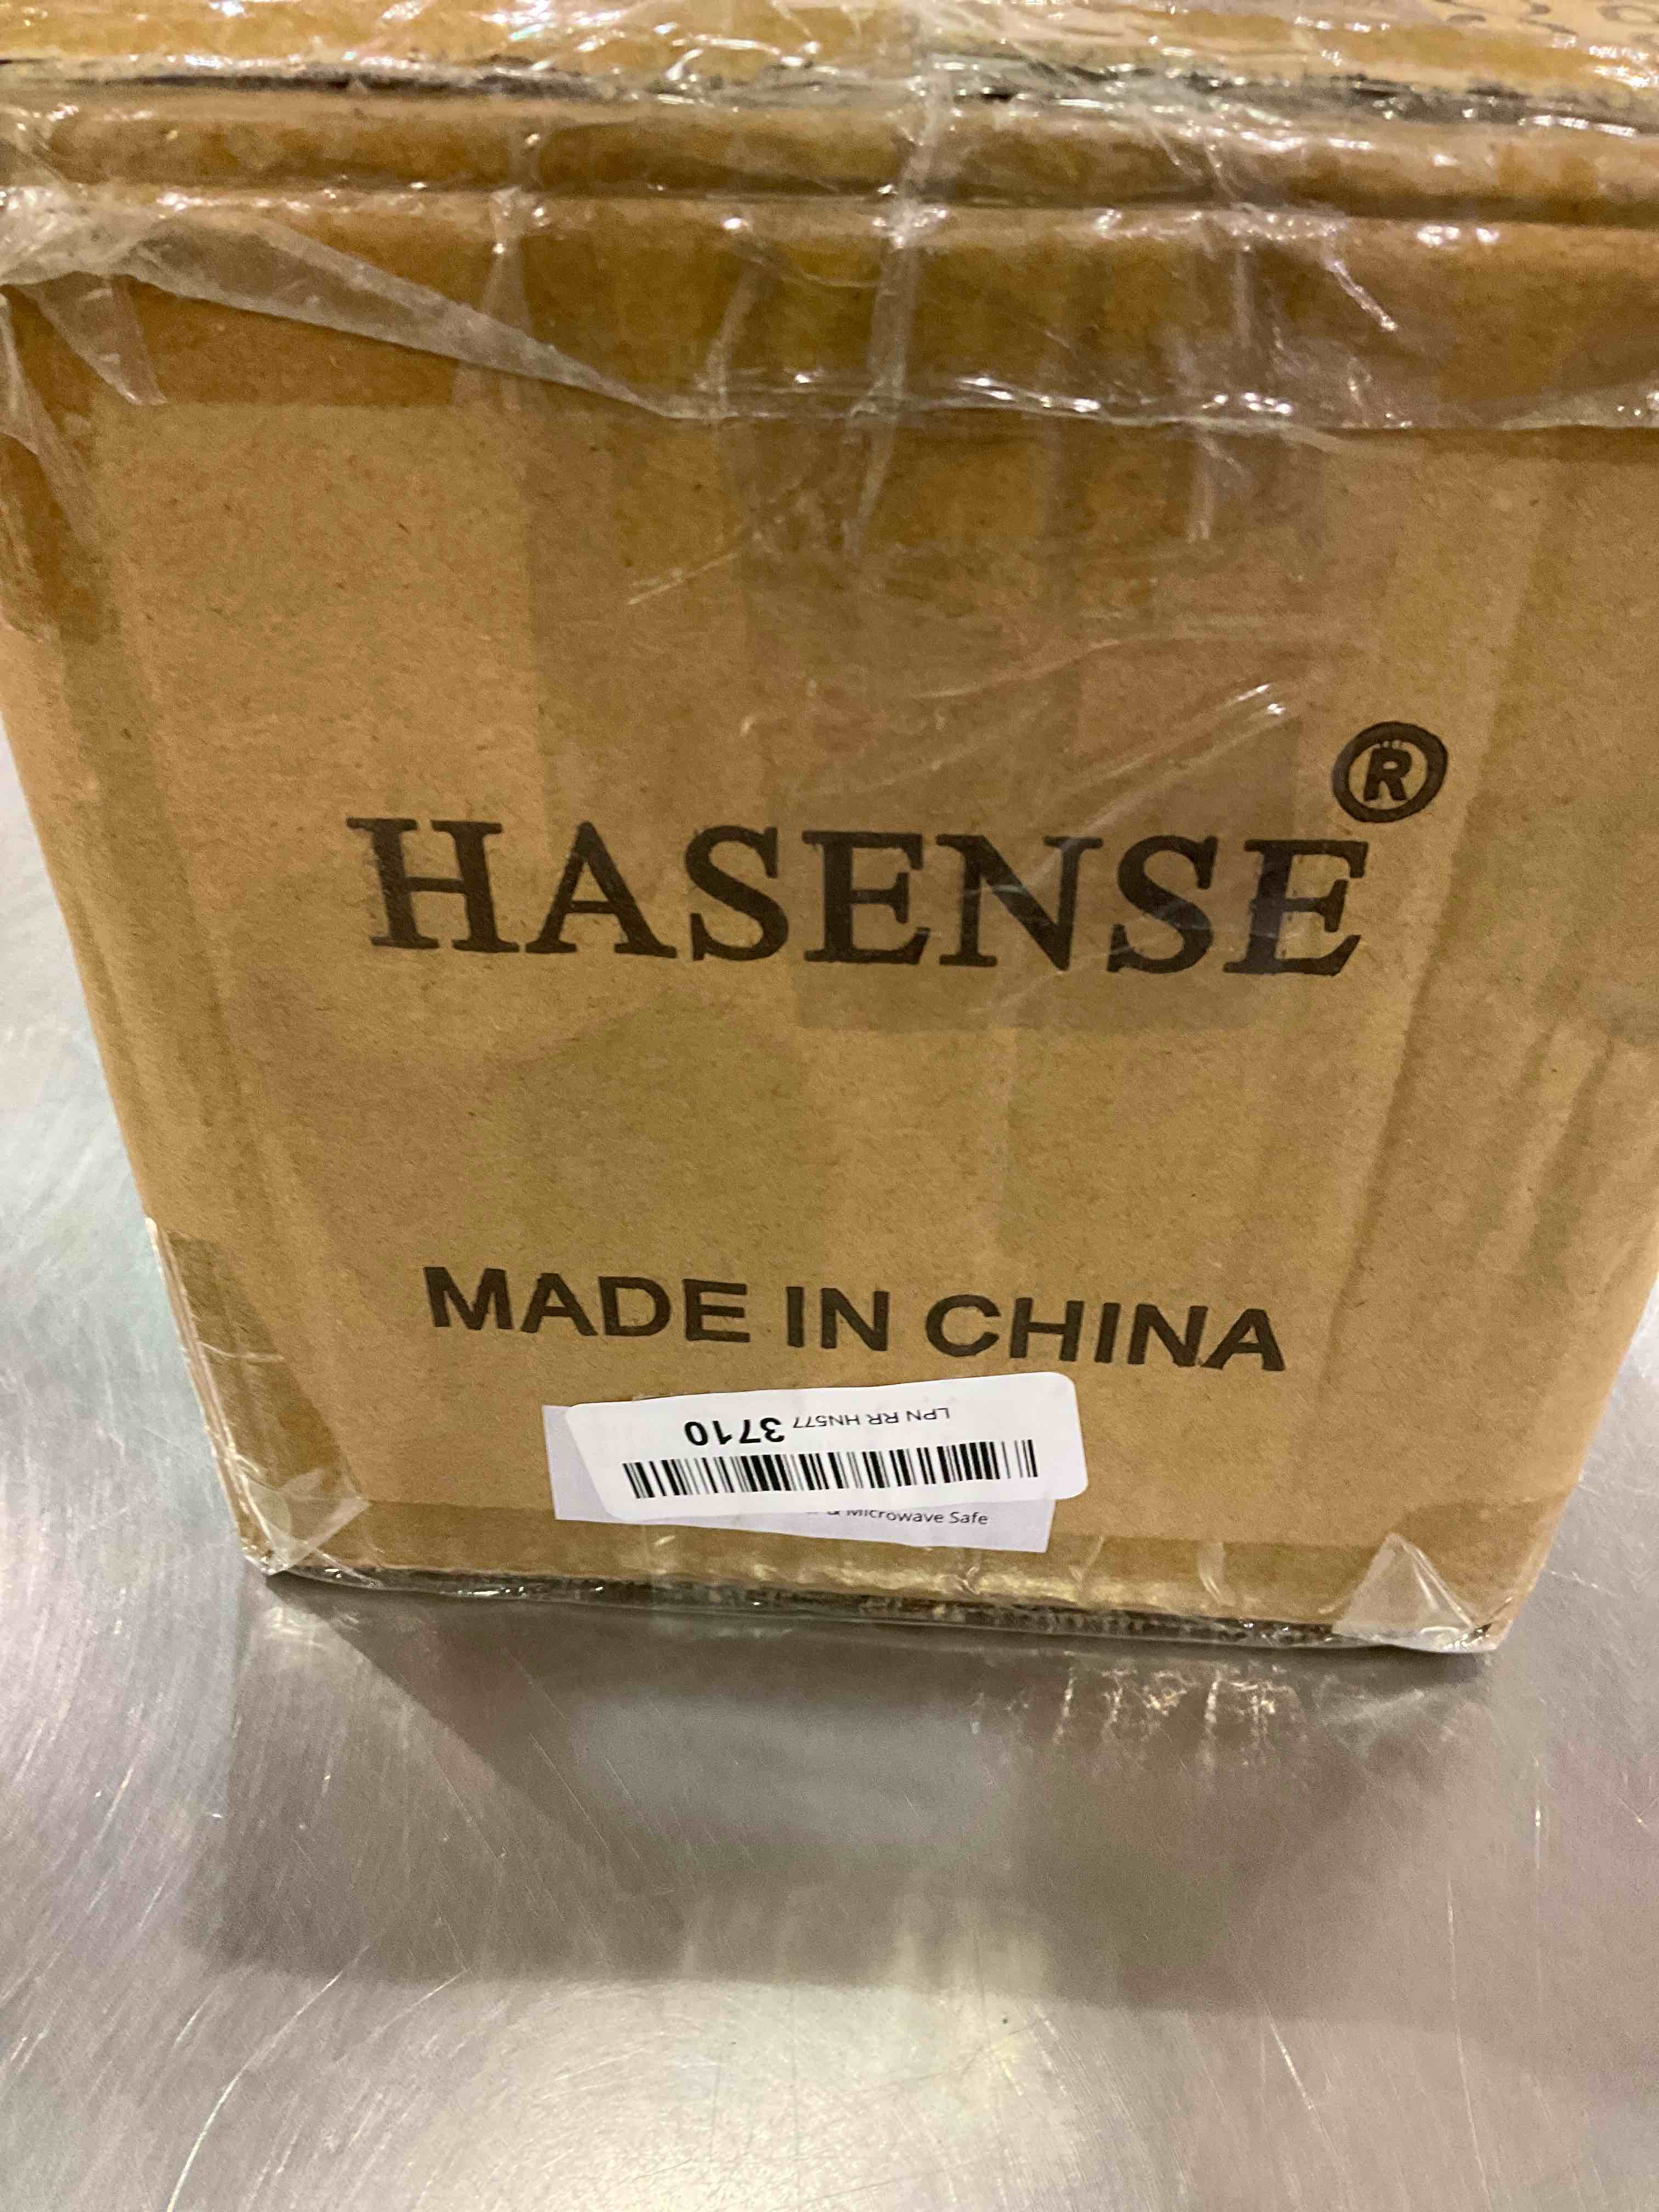 HASENSE®
MADE IN CHINA
LPN RR HN577 3710
& Microwave Safe